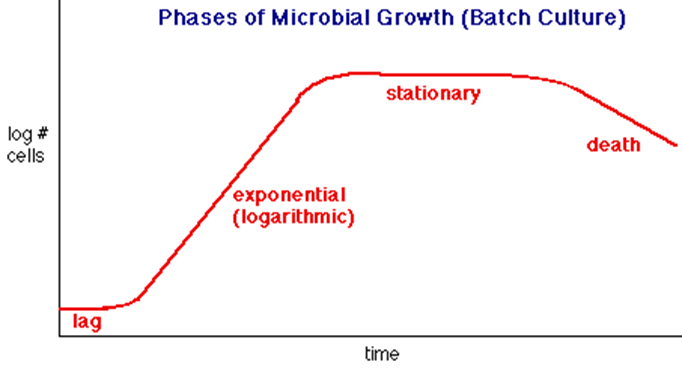 Phases of Microbial Growth (Batch Culture)
stationary
log #
cells
death
exponential
(logarithmic)
lag
time